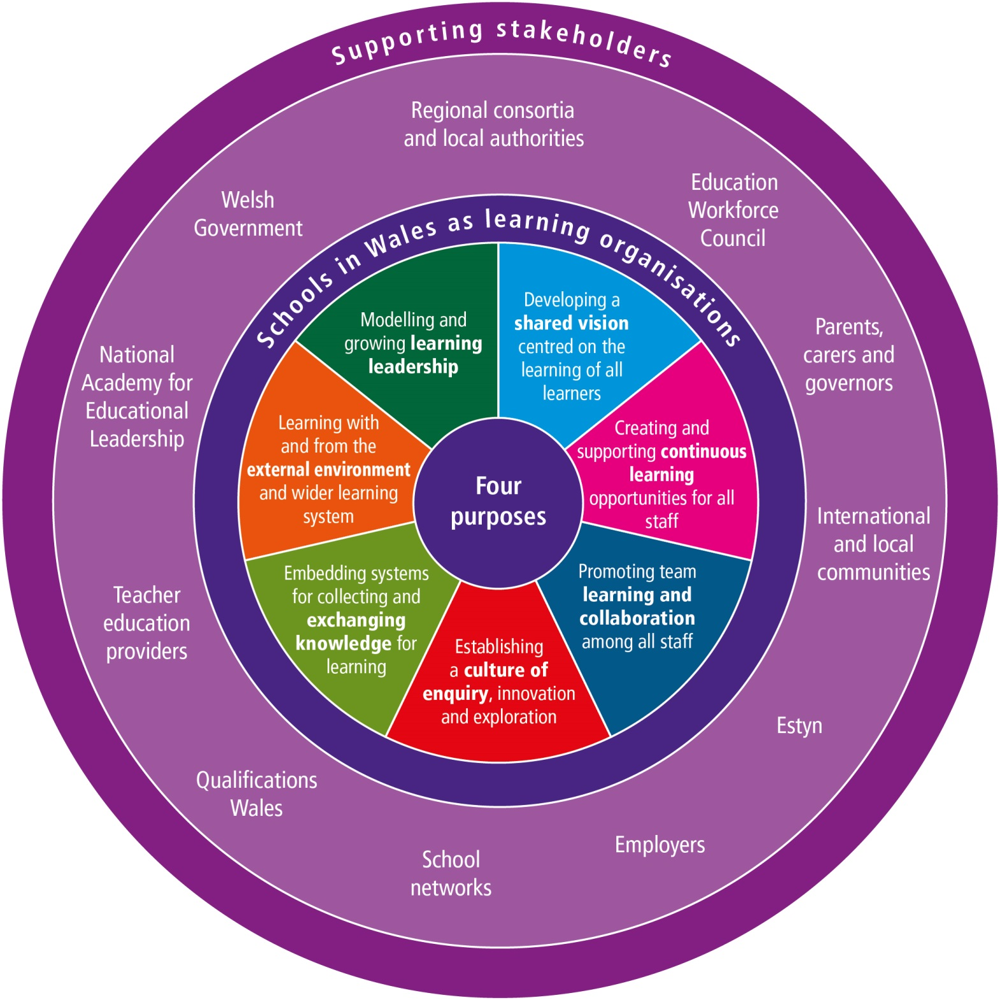 Supporting stakeholders
Regional consortia
and local authorities
Education
Workforce
Council
Parents,
carers and
governors
International
and local
communities
Estyn
Employers
School
networks
Qualifications
Wales
Teacher
education
providers
National
Academy for
Educational
Leadership
Welsh
Government
Schools in Wales as learning organisations
Developing a
shared vision
centred on the
learning of all
learners
Creating and
supporting continuous
learning
opportunities for all
staff
Promoting team
learning and
collaboration
among all staff
Establishing
a culture of
enquiry, innovation
and exploration
Embedding systems
for collecting and
exchanging
knowledge for
learning
Learning with
and from the
external environment
and wider learning
system
Modelling and
growing learning
leadership
Four
purposes